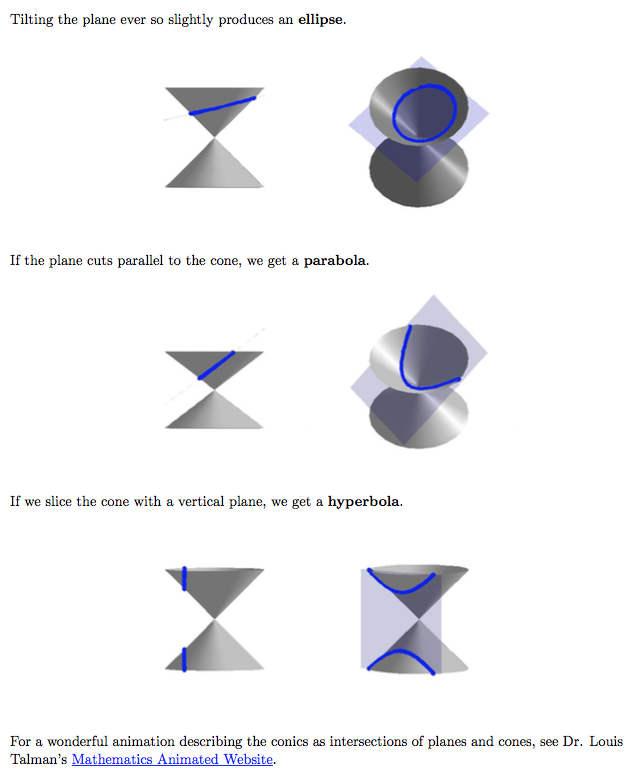 Tilting the plane ever so slightly produces an ellipse.
If the plane cuts parallel to the cone, we get a parabola.
If we slice the cone with a vertical plane, we get a hyperbola.
For a wonderful animation describing the conics as intersections of planes and cones, see Dr. Louis
Talman's Mathematics Animated Website.